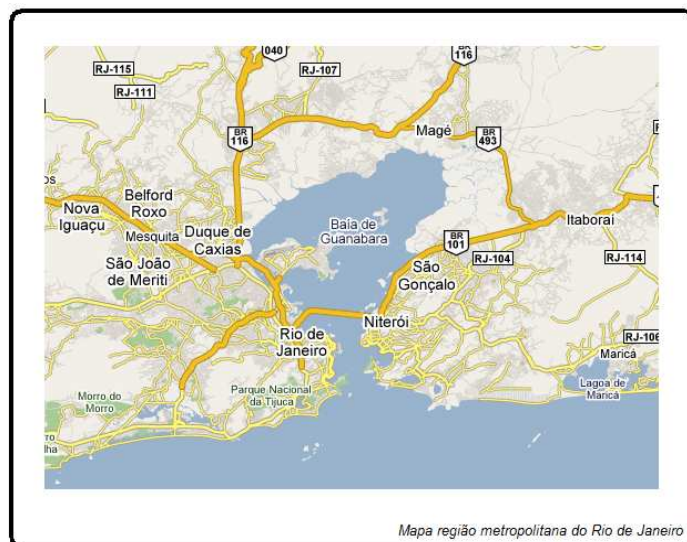 040
BR
116
RJ-115
RJ-107
RJ-111
BR
116
Magé
BR
493
os
Belford
Roxo
Nova
Iguaçu
Mesquita
Duque de
Caxias
Baía de
Guanabara
Itaboraí
BR
101
São João
de Meriti
São
Gonçalo
RJ-104
RJ-114
Niterói
Rio de
Janeiro
RJ-106
Maricá
Lagoa de
Maricá
Morro do
Morro
Parque Nacional
da Tijuca
lha
Mapa região metropolitana do Rio de Janeiro